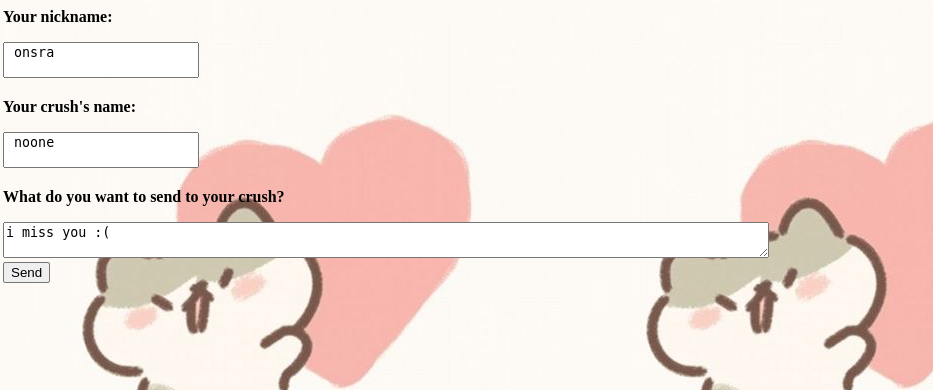 Your nickname:
onsra
Your crush's name:
noone
What do you want to send to your crush?
i miss you :(
Send